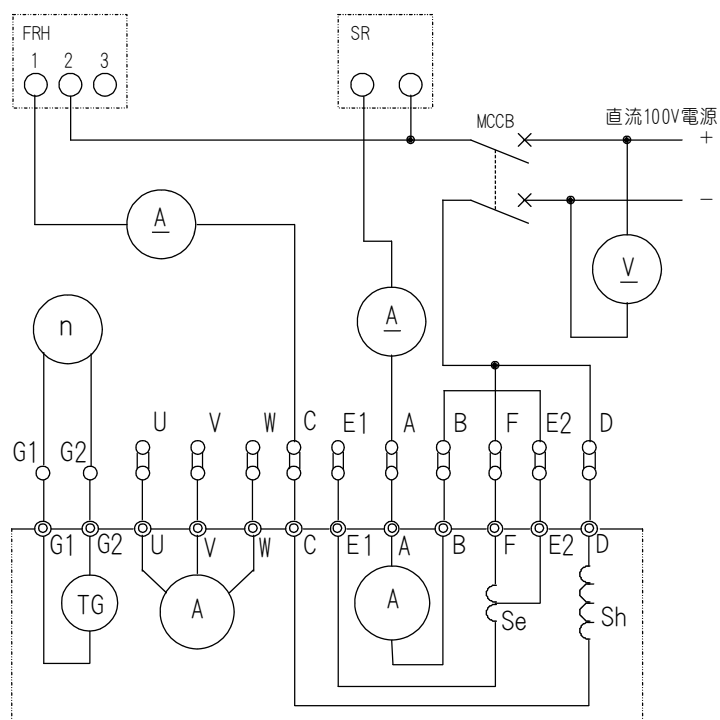 FRH
SR
1 2 3
MCCB
直流100V電源
+
−
A
V
A
n
U V W C E1 A B F E2 D
G1 G2
G1 G2 U V W C E1 A B F E2 D
TG
A
A
Se
Sh